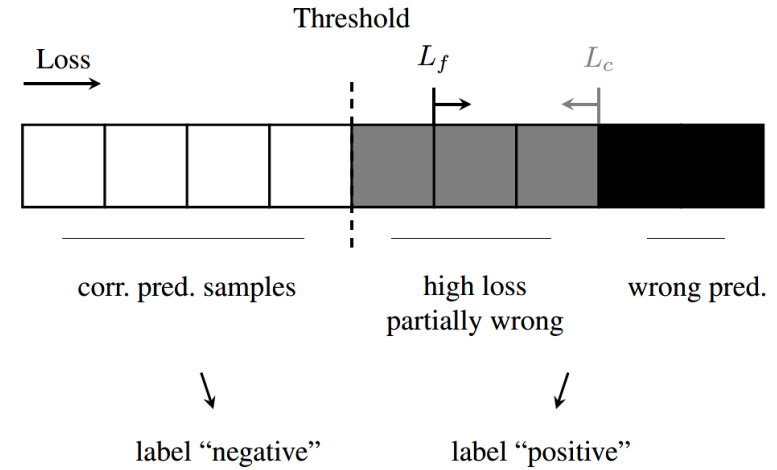 Threshold
Loss
L_f
L_c
corr. pred. samples
high loss
partially wrong
wrong pred.
label “negative”
label “positive”